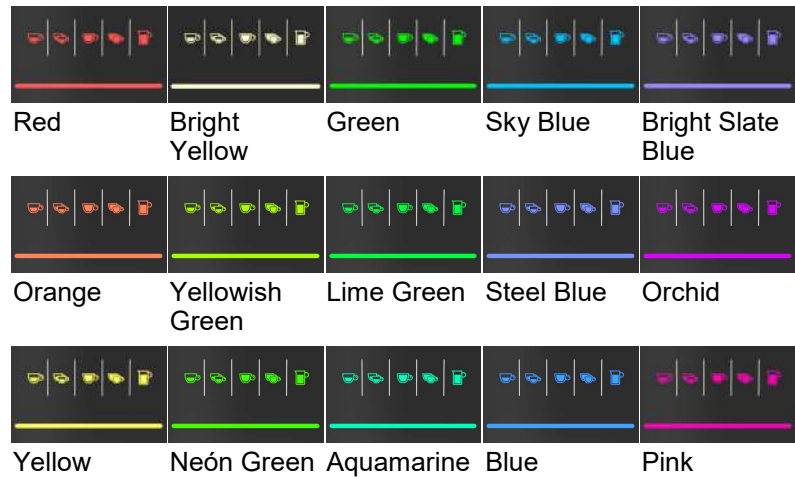 Red
Bright
Yellow
Green
Sky Blue
Bright Slate
Blue
Orange
Yellowish
Green
Lime Green
Steel Blue
Orchid
Yellow
Neón Green
Aquamarine
Blue
Pink